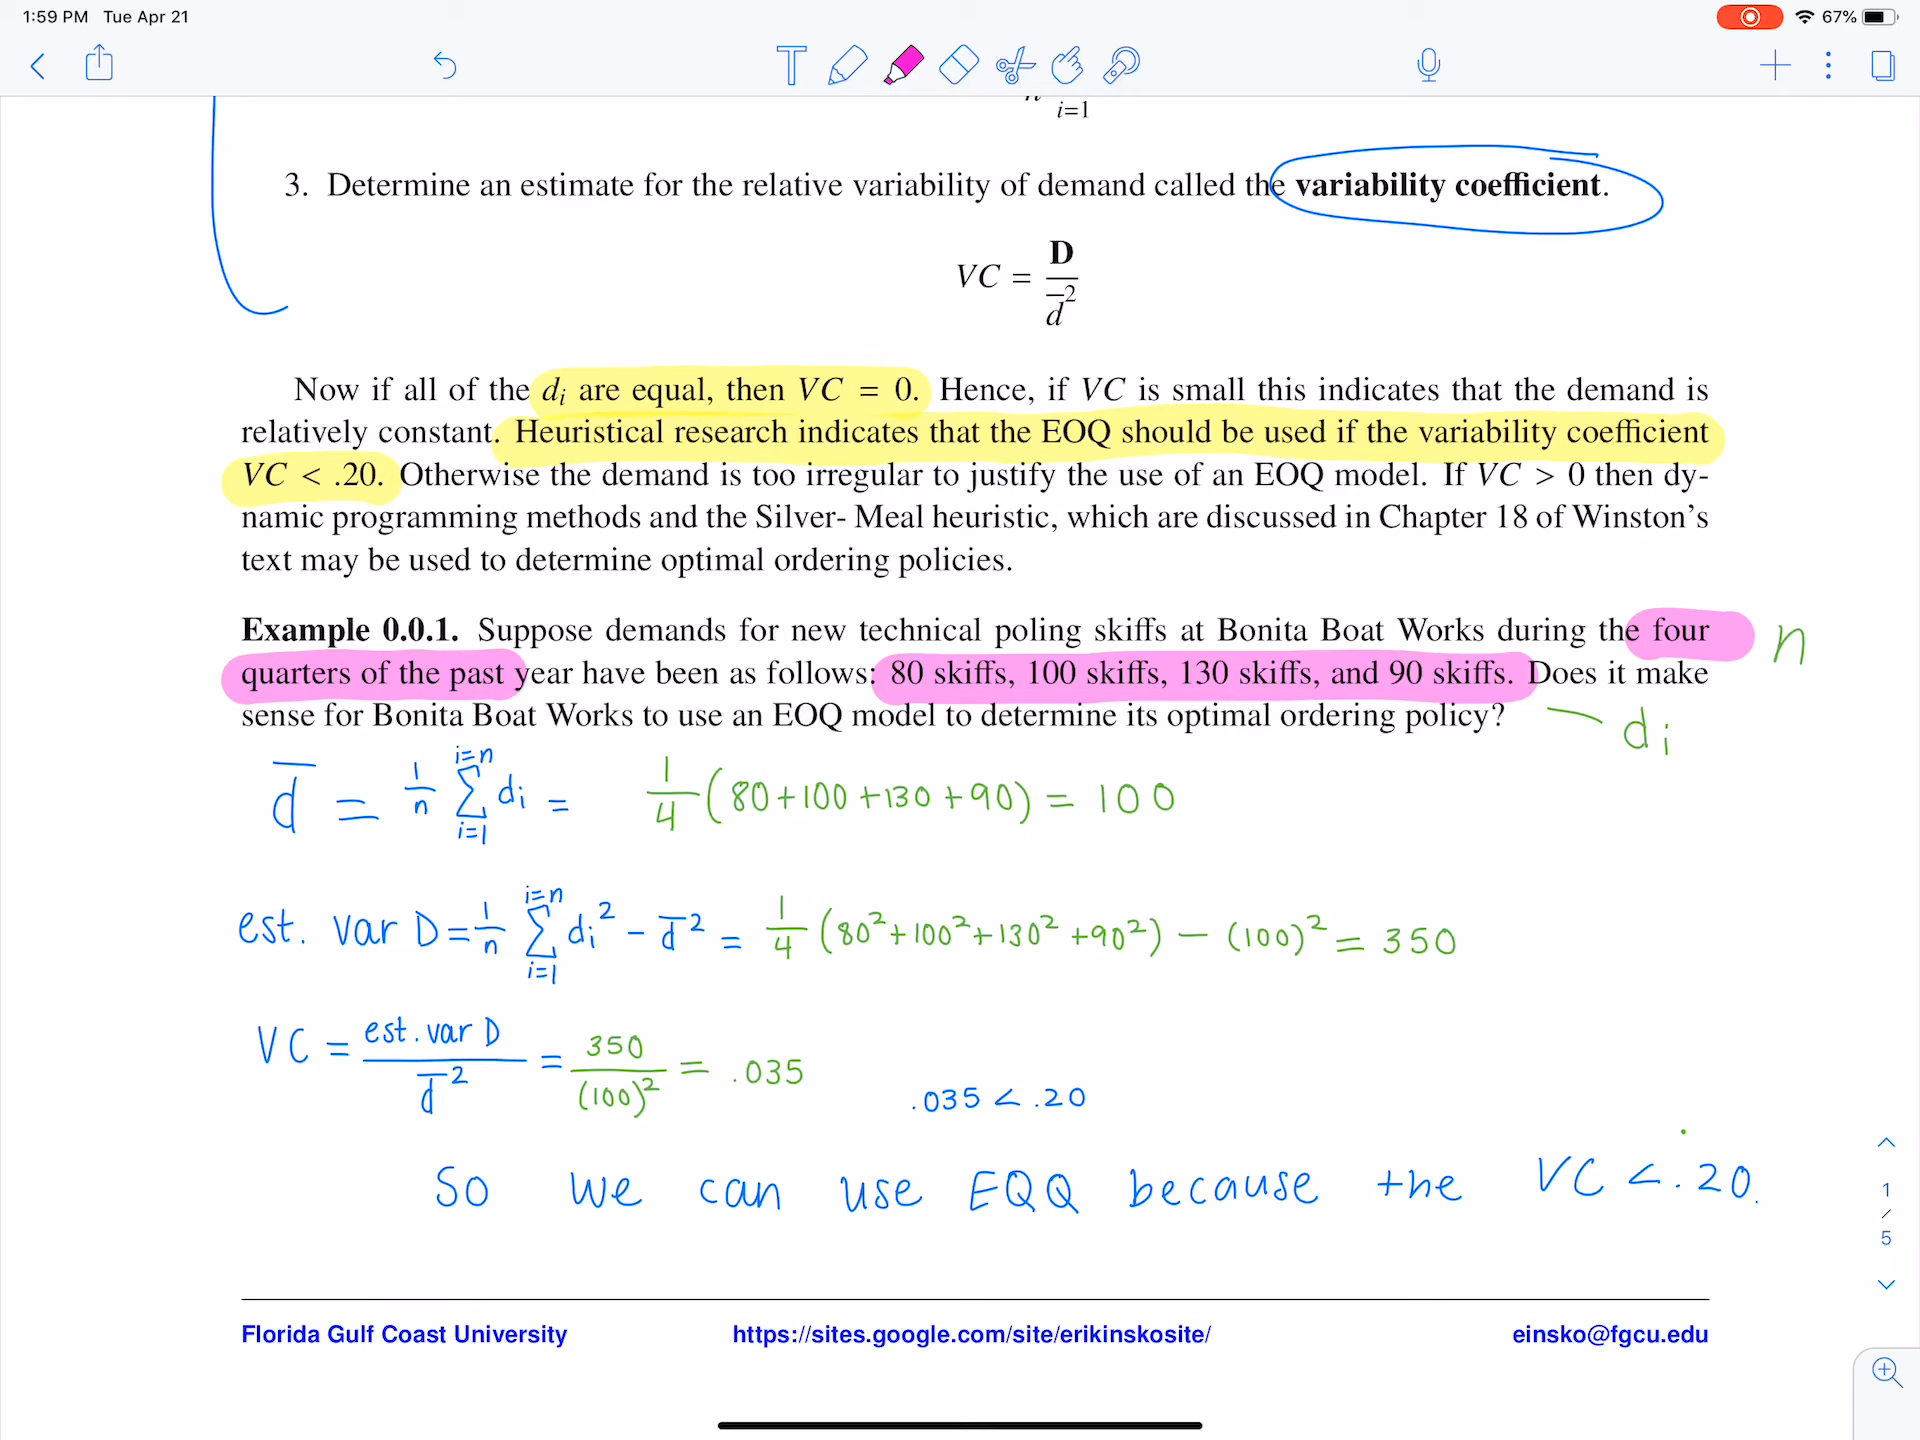 1:59 PM Tue Apr 21
67%
i=1
3. Determine an estimate for the relative variability of demand called the variability coefficient.
VC = D / d̅²
Now if all of the dᵢ are equal, then VC = 0. Hence, if VC is small this indicates that the demand is
relatively constant. Heuristical research indicates that the EOQ should be used if the variability coefficient
VC < .20. Otherwise the demand is too irregular to justify the use of an EOQ model. If VC > 0 then dy-
namic programming methods and the Silver- Meal heuristic, which are discussed in Chapter 18 of Winston's
text may be used to determine optimal ordering policies.
Example 0.0.1. Suppose demands for new technical poling skiffs at Bonita Boat Works during the four
n
quarters of the past year have been as follows: 80 skiffs, 100 skiffs, 130 skiffs, and 90 skiffs. Does it make
sense for Bonita Boat Works to use an EOQ model to determine its optimal ordering policy?
dᵢ
d̅ = 1/n Σ i=n i=1 dᵢ = 1/4 (80+100+130+90) = 100
est. var D = 1/n Σ i=n i=1 dᵢ² - d̅² = 1/4 (80²+100²+130²+90²) - (100)² = 350
VC = est. var D / d̅² = 350 / (100)² = .035
.035 < .20
So we can use EQQ because the VC < .20.
1
/
5
Florida Gulf Coast University https://sites.google.com/site/erikinskosite/ einsko@fgcu.edu